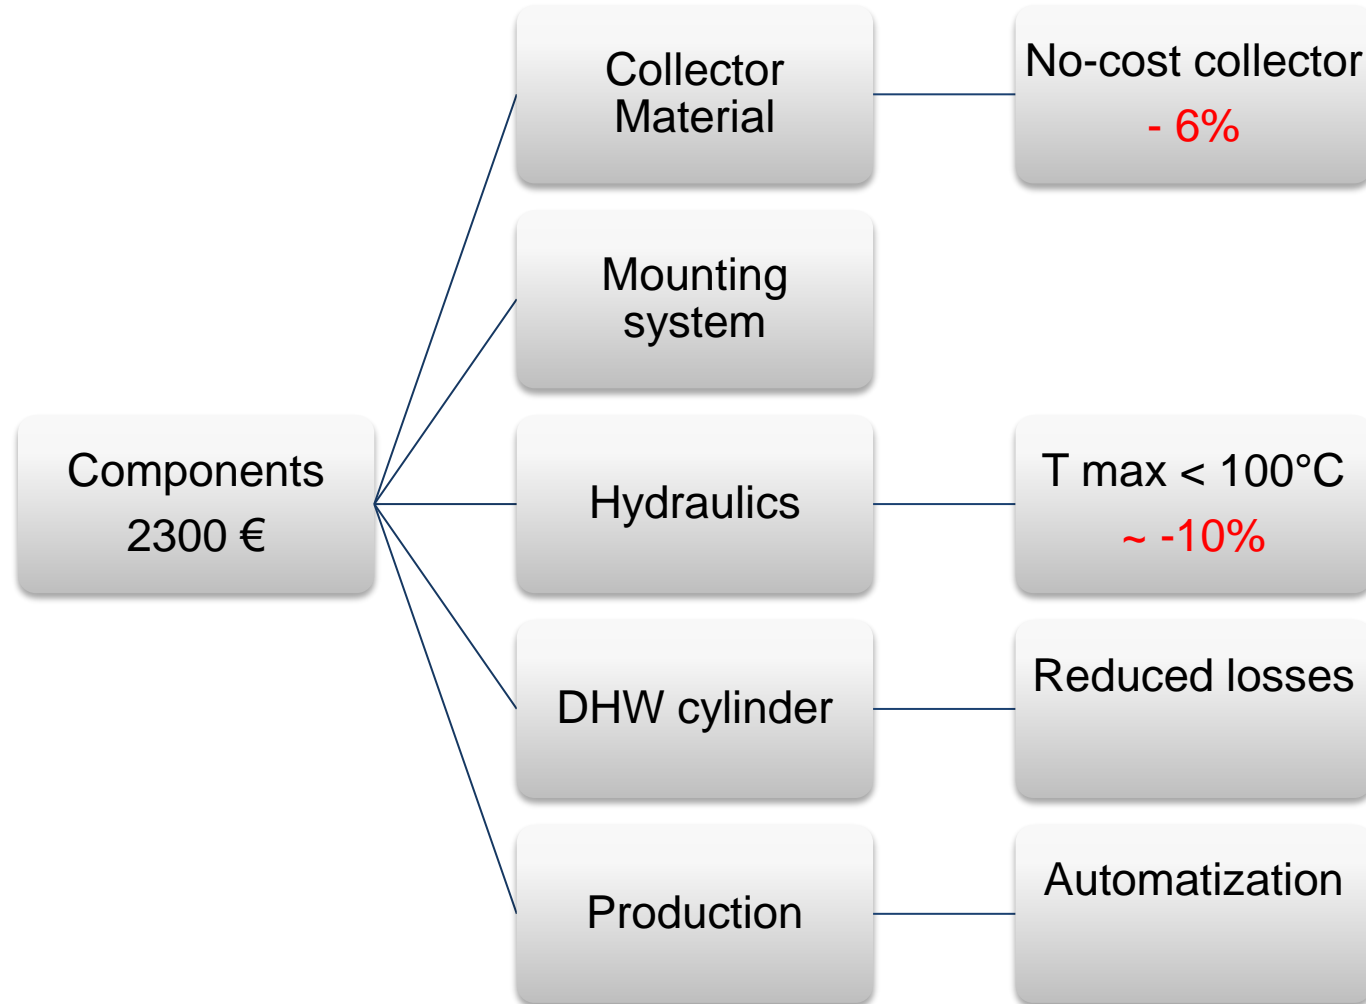 Collector
Material
No-cost collector
- 6%
Mounting
system
Components
2300 €
Hydraulics
T max < 100°C
~ -10%
DHW cylinder
Reduced losses
Production
Automatization